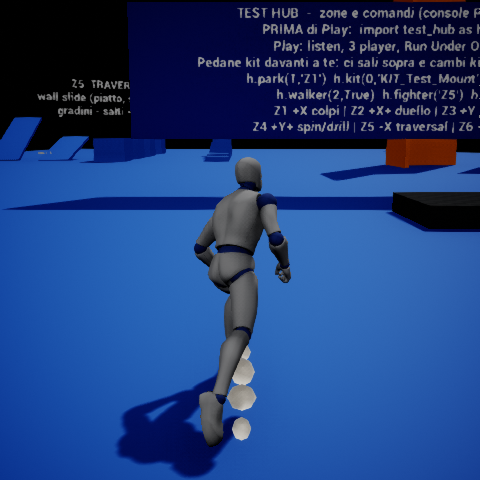 TEST HUB - zone e comandi (console P
PRIMA di Play: import test_hub as h
Play: listen, 3 player, Run Under O
Pedane kit davanti a te: ci sali sopra e cambi ki
h.park(1,'Z1') h.kit(0,'KIT_Test_Mount'
h.walker(2,True) h.fighter('Z5') h.
Z1 +X colpi | Z2 +X+ duello | Z3 +Y
Z4 +Y+ spin/drill | Z5 -X traversal | Z6 -
Z5 TRAVER
wall slide (piatto,
gradini - salti -